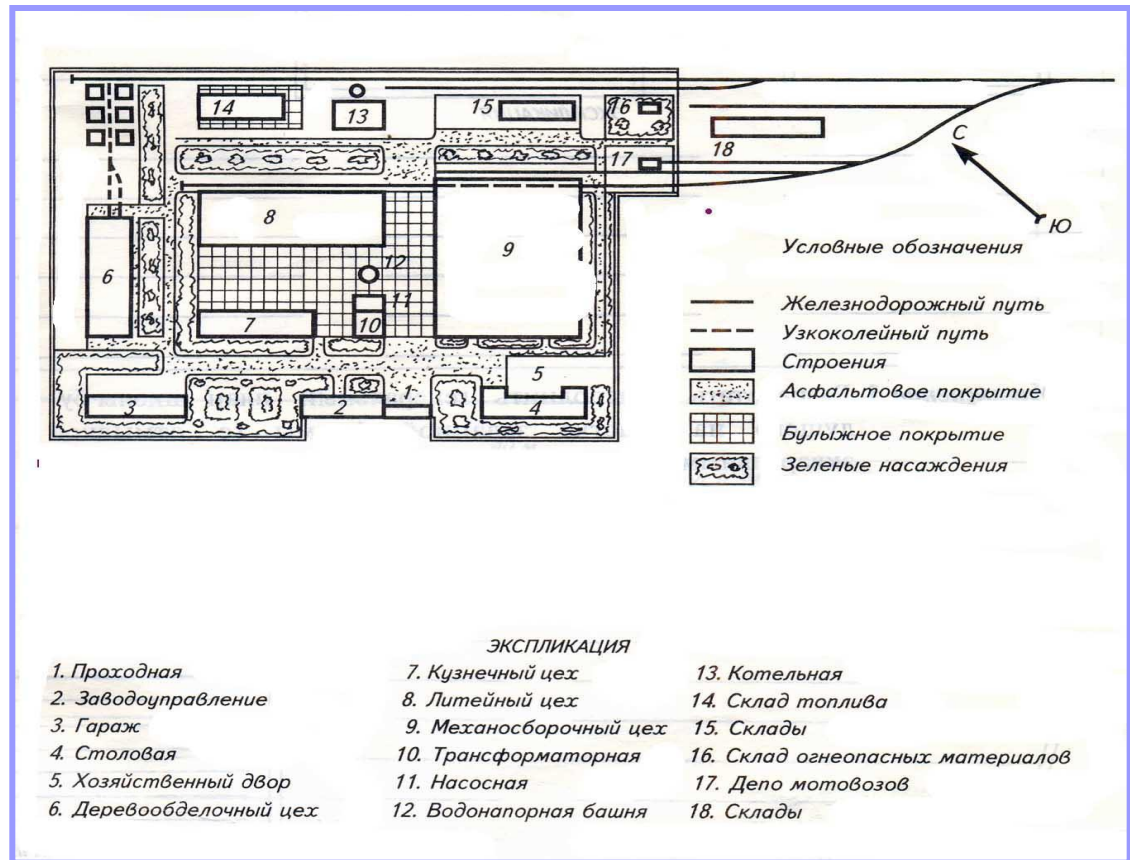 14
13
15
16
18
17
С
Ю
8
9
6
12
11
7
10
5
3
2
1
4
Условные обозначения
Железнодорожный путь
Узкоколейный путь
Строения
Асфальтовое покрытие
Булыжное покрытие
Зеленые насаждения
ЭКСПЛИКАЦИЯ
1. Проходная
2. Заводоуправление
3. Гараж
4. Столовая
5. Хозяйственный двор
6. Деревообделочный цех
7. Кузнечный цех
8. Литейный цех
9. Механосборочный цех
10. Трансформаторная
11. Насосная
12. Водонапорная башня
13. Котельная
14. Склад топлива
15. Склады
16. Склад огнеопасных материалов
17. Депо мотовозов
18. Склады